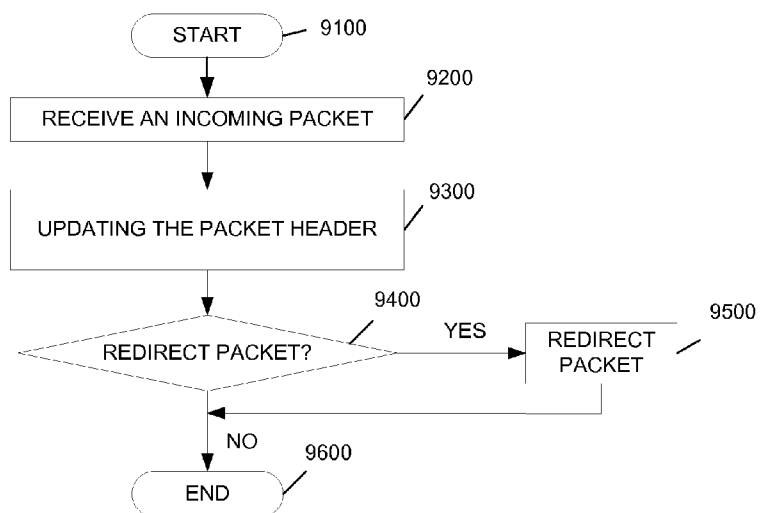 START
9100
9200
RECEIVE AN INCOMING PACKET
9300
UPDATING THE PACKET HEADER
9400
REDIRECT PACKET?
YES
REDIRECT
PACKET
9500
NO
9600
END